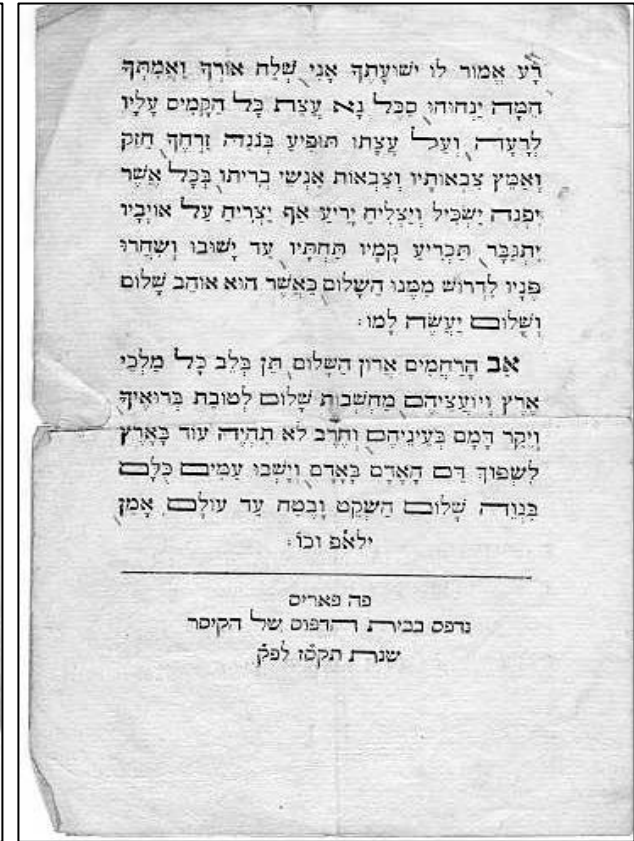 רָע אֱמוֹר לוֹ יְשׁוּעָתְךָ אָנִי שְׁלַח אוֹרְךָ וַאֲמִתְּךָ
הֵמָּה יַנְחוּהוּ סַכֶּל נָא עֲצַת כָּל הַקָּמִים עָלָיו
לְרָעָה וְעַל עֲצָתוֹ תּוֹפִיעַ בְּנֹגַהּ זַרְחֶךָ חַזֵּק
וְאַמֵּץ צִבְאוֹתָיו וְצִבְאוֹת אַנְשֵׁי בְרִיתוֹ בְּכָל אֲשֶׁר
יִפְנֶה יַשְׂכִּיל וְיַצְלִיחַ יָרִיעַ אַף יַצְרִיחַ עַל אוֹיְבָיו
יִתְגַּבָּר תַּכְרִיעַ קָמָיו תַּחְתָּיו עַד יָשׁוּבוּ וְשִׁחֲרוּ
פָּנָיו לִדְרוֹשׁ מִמֶּנּוּ הַשָּׁלוֹם כַּאֲשֶׁר הוּא אוֹהֵב שָׁלוֹם
וְשָׁלוֹם יַעֲשֶׂה לָמוֹ :
אַב הָרַחֲמִים אֲדוֹן הַשָּׁלוֹם תֵּן בְּלֵב כָּל מַלְכֵי
אֶרֶץ וְיוֹעֲצֵיהֶם מַחְשְׁבוֹת שָׁלוֹם לְטוֹבַת בְּרוּאֶיךָ
וְיֵקַר דָּמָם בְּעֵינֵיהֶם וְחֶרֶב לֹא תִהְיֶה עוֹד בָּאָרֶץ
לִשְׁפּוֹךְ דַּם הָאָדָם בָּאָדָם וְיָשְׁבוּ עַמִּים כֻּלָּם
בִּנְוֵה שָׁלוֹם הַשְׁקֵט וָבֶטַח עַד עוֹלָם אָמֵן
ילא״פ וכו׳ :
פה פאריס
נדפס בבית הדפוס של הקיסר
שנת תקס״ז לפ״ק